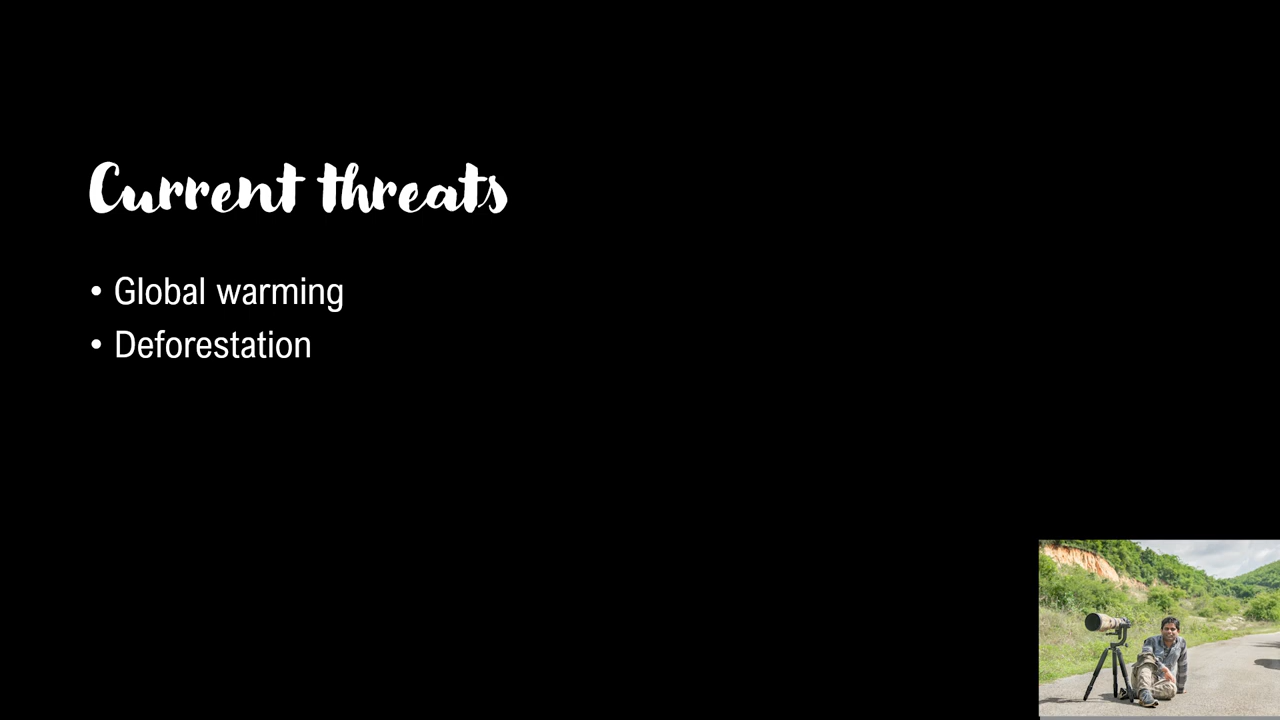 Current threats
• Global warming
• Deforestation